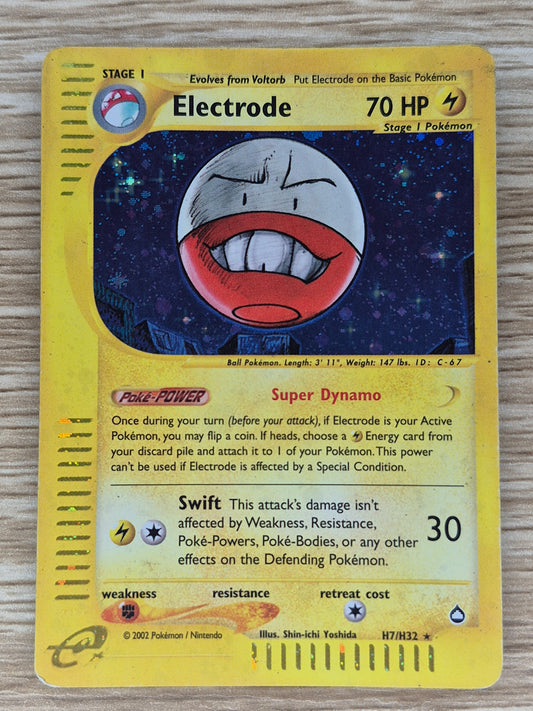 STAGE 1
Evolves from Voltorb Put Electrode on the Basic Pokémon
Electrode 70 HP
Stage 1 Pokémon
Ball Pokémon. Length: 3' 11", Weight: 147 lbs. ID: C-67
Poké-POWER Super Dynamo
Once during your turn (before your attack), if Electrode is your Active
Pokémon, you may flip a coin. If heads, choose a Energy card from
your discard pile and attach it to 1 of your Pokémon. This power
can't be used if Electrode is affected by a Special Condition.
Swift This attack's damage isn't
affected by Weakness, Resistance,
Poké-Powers, Poké-Bodies, or any other
effects on the Defending Pokémon.
30
weakness resistance retreat cost
© 2002 Pokémon / Nintendo Illus. Shin-ichi Yoshida H7/H32 ★
e